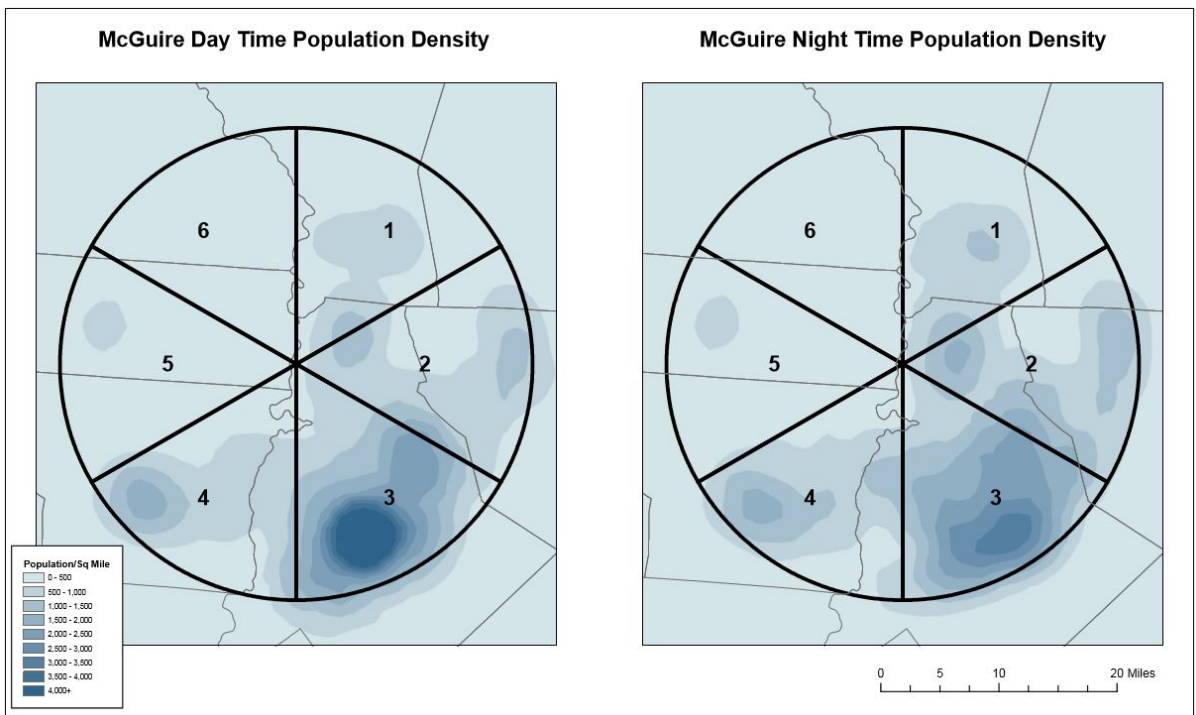 McGuire Day Time Population Density
McGuire Night Time Population Density
6
1
5
2
4
3
6
1
5
2
4
3
Population/Sq Mile
0 - 500
500 - 1,000
1,000 - 1,500
1,500 - 2,000
2,000 - 2,500
2,500 - 3,000
3,000 - 3,500
3,500 - 4,000
4,000+
0 5 10 20 Miles